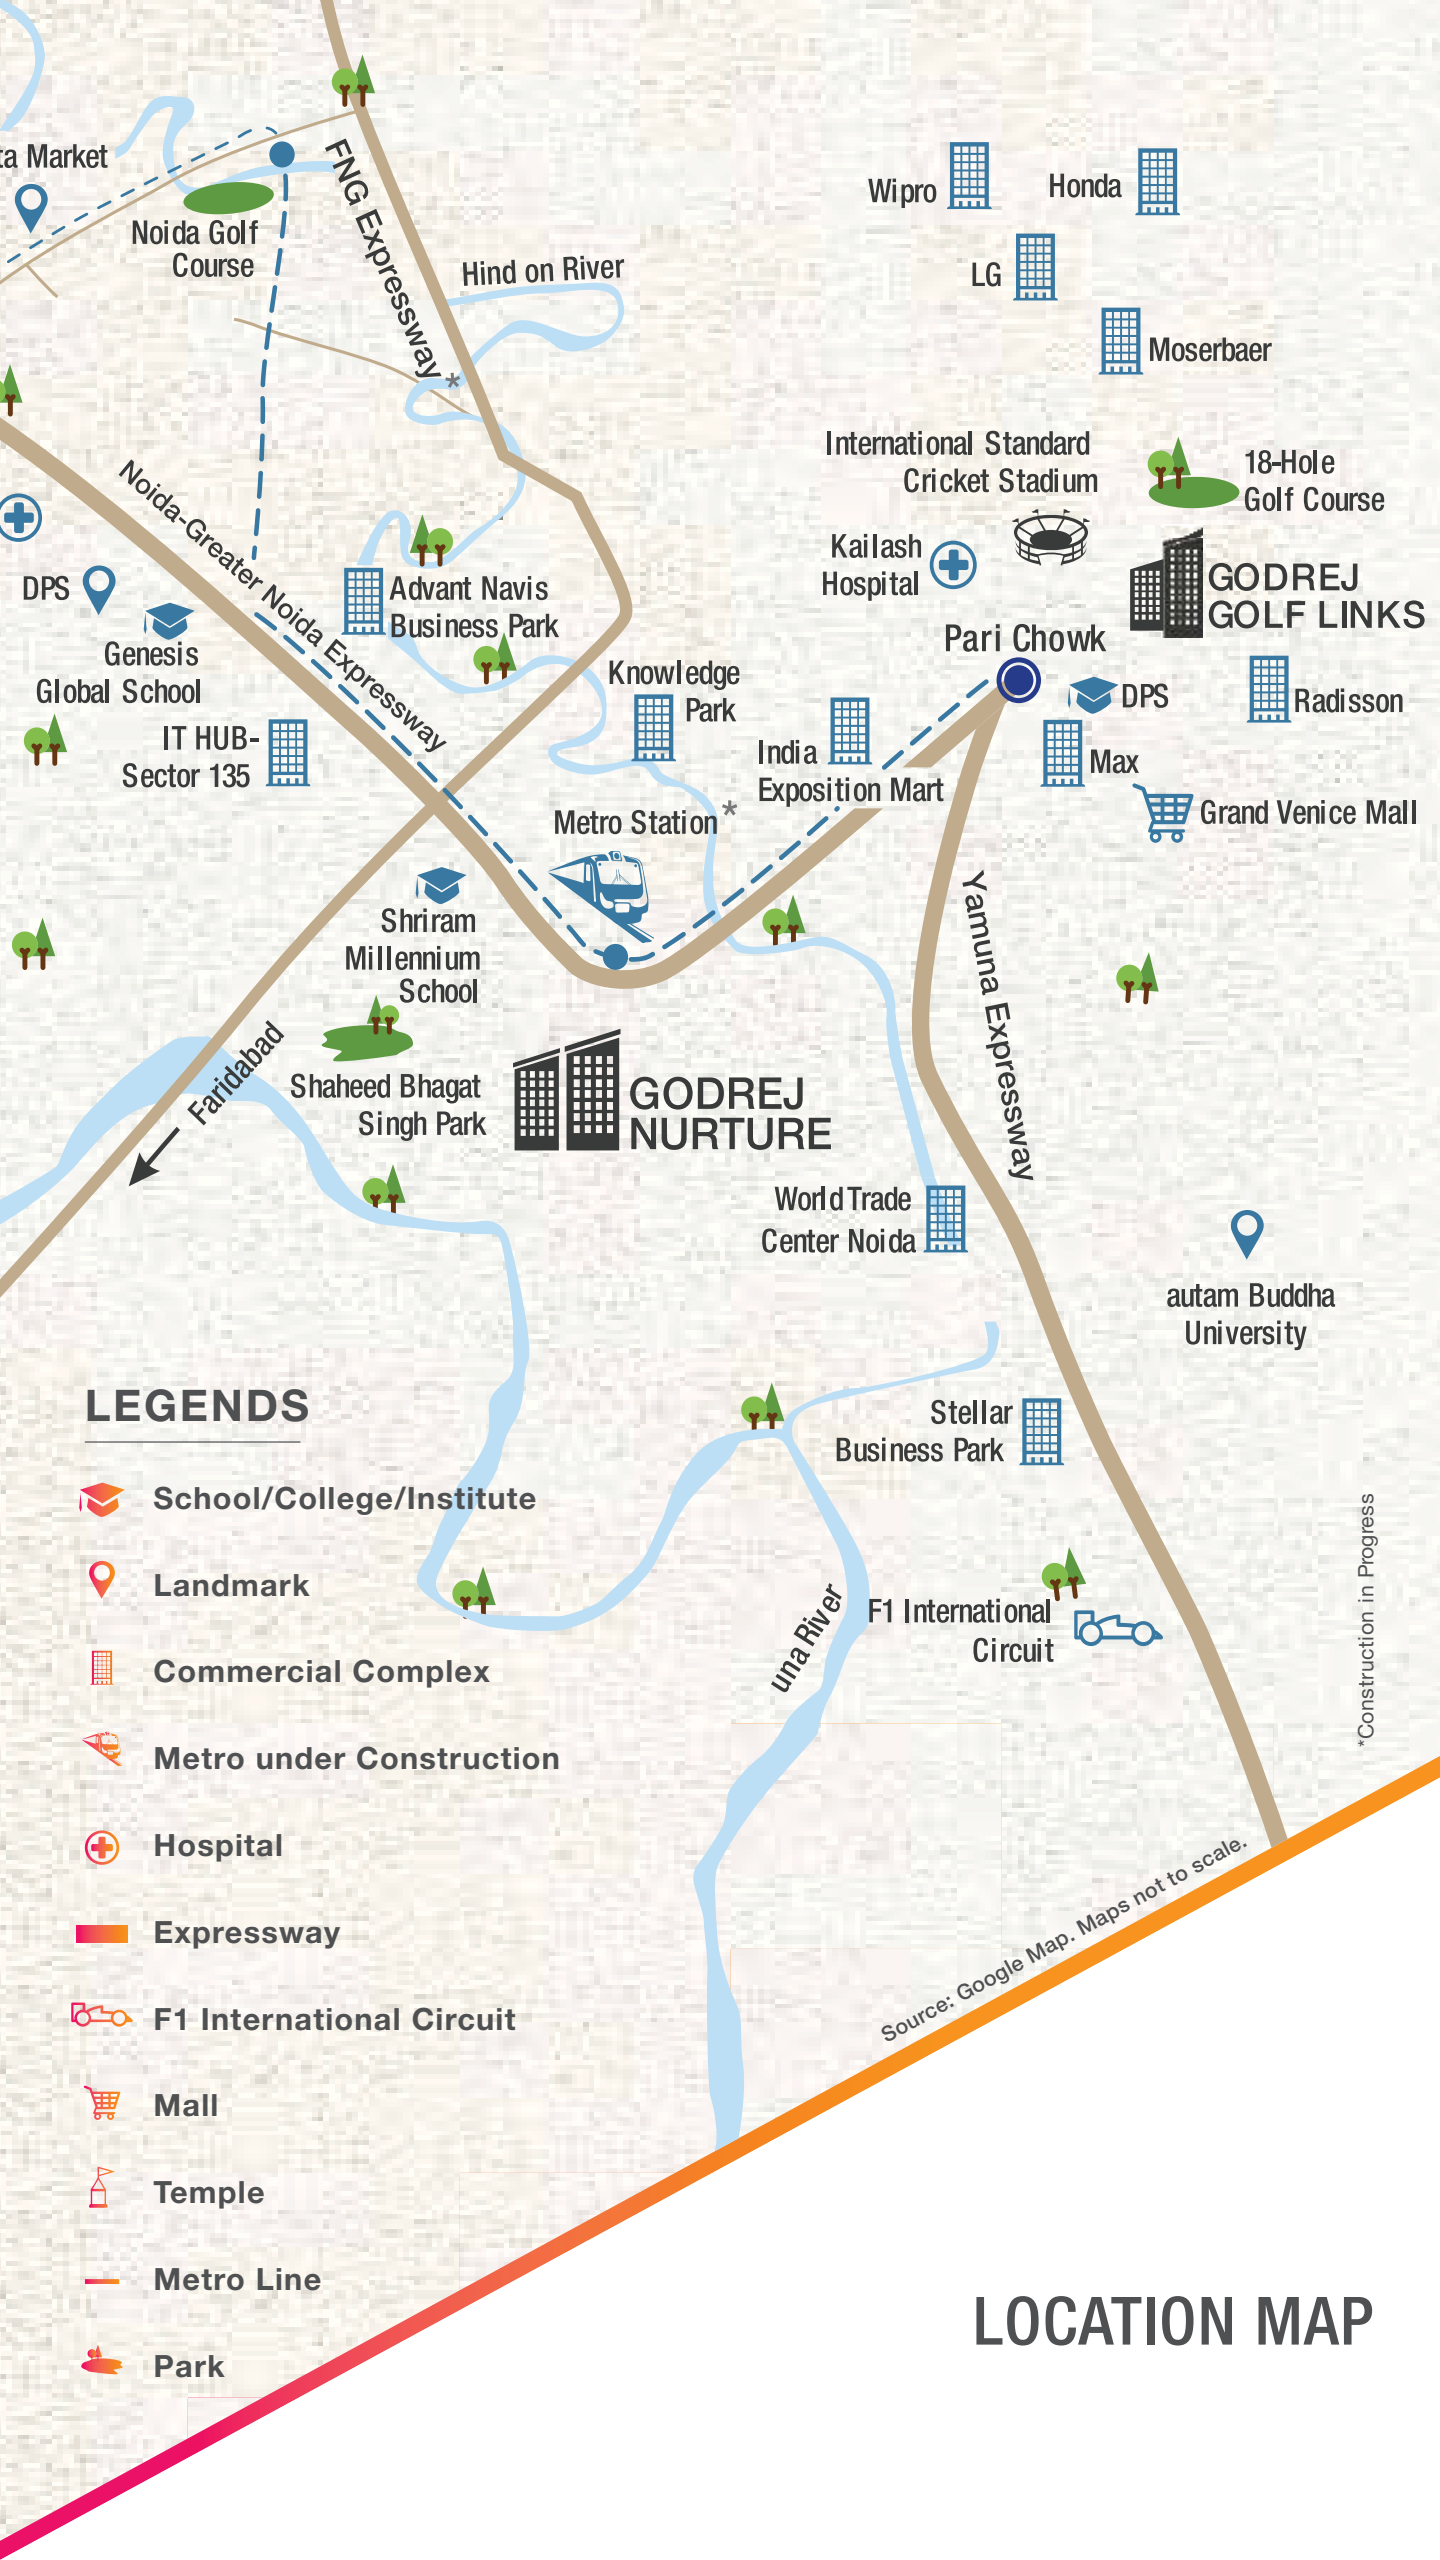 ta Market
Noida Golf
Course
FNG Expressway*
Hind on River
Wipro
Honda
LG
Moserbaer
International Standard
Cricket Stadium
18-Hole
Golf Course
Kailash
Hospital
GODREJ
GOLF LINKS
Pari Chowk
DPS
Radisson
Max
Grand Venice Mall
Noida-Greater Noida Expressway
DPS
Genesis
Global School
IT HUB-
Sector 135
Advant Navis
Business Park
Knowledge
Park
India
Exposition Mart
Metro Station*
Shriram
Millennium
School
Yamuna Expressway
Faridabad
Shaheed Bhagat
Singh Park
GODREJ
NURTURE
World Trade
Center Noida
autam Buddha
University
Stellar
Business Park
F1 International
Circuit
una River
*Construction in Progress
LEGENDS
School/College/Institute
Landmark
Commercial Complex
Metro under Construction
Hospital
Expressway
F1 International Circuit
Mall
Temple
Metro Line
Park
Source: Google Map. Maps not to scale.
LOCATION MAP